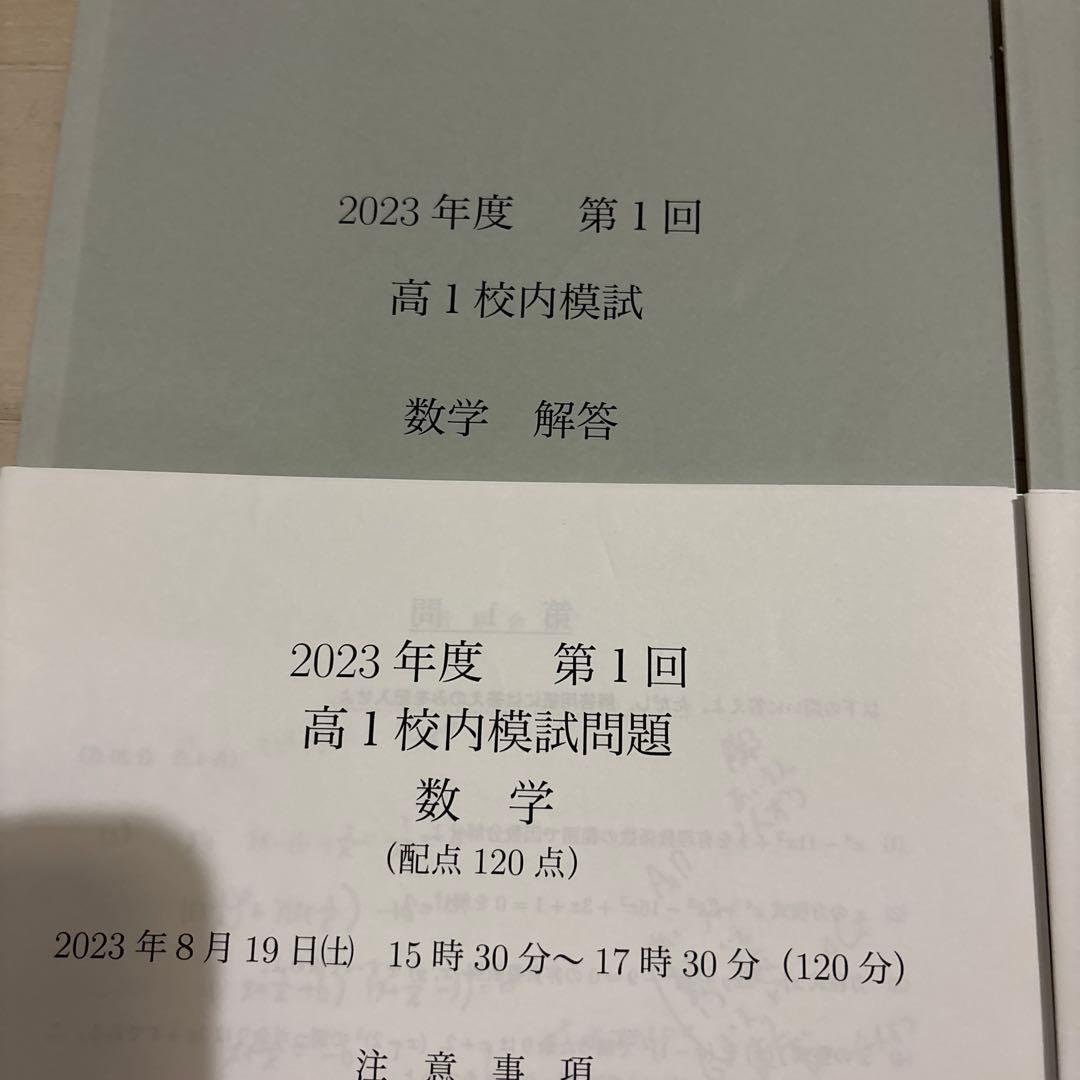 2023 年度 第 1 回
高 1 校内模試
数学 解答
2023 年度 第 1 回
高 1 校内模試問題
数 学
(配点 120 点)
2023 年 8 月 19 日(土) 15 時 30 分～ 17 時 30 分 (120 分)
注 意 事 項